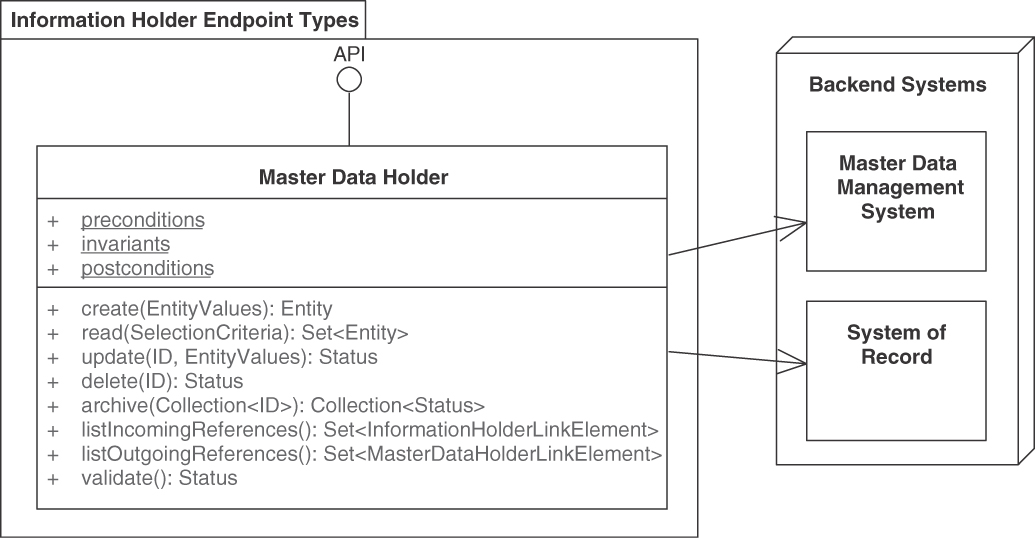 Information Holder Endpoint Types
API
Master Data Holder
+ preconditions
+ invariants
+ postconditions
+ create(EntityValues): Entity
+ read(SelectionCriteria): Set<Entity>
+ update(ID, EntityValues): Status
+ delete(ID): Status
+ archive(Collection<ID>): Collection<Status>
+ listIncomingReferences(): Set<InformationHolderLinkElement>
+ listOutgoingReferences(): Set<MasterDataHolderLinkElement>
+ validate(): Status
Backend Systems
Master Data
Management
System
System of
Record